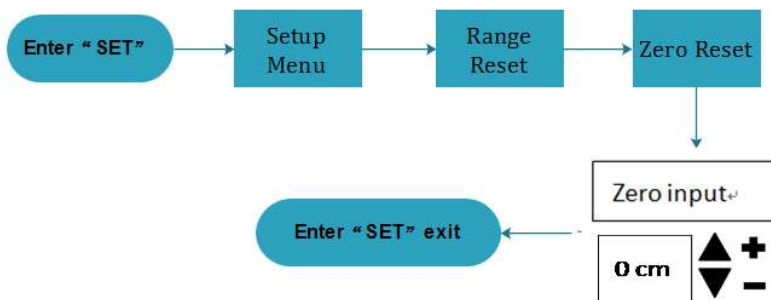 Enter “ SET”
Setup
Menu
Range
Reset
Zero Reset
Zero input↵
0 cm
+
−
Enter “ SET” exit